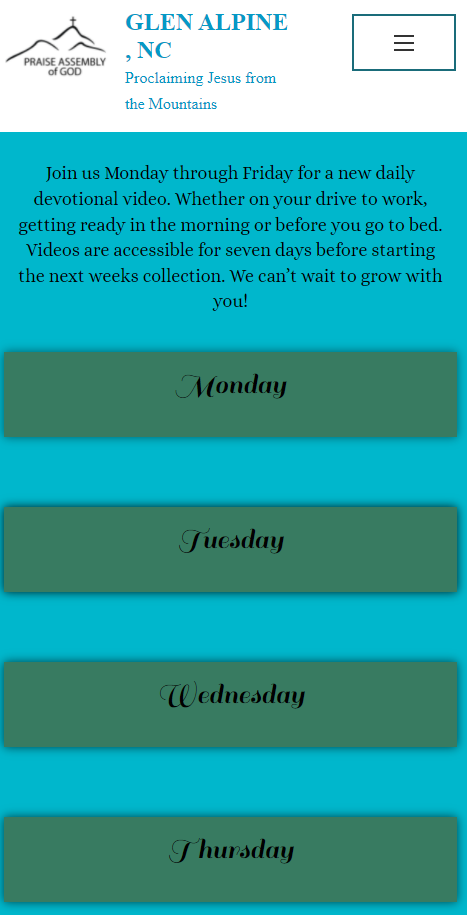 PRAISE ASSEMBLY
of GOD
GLEN ALPINE
, NC
Proclaiming Jesus from
the Mountains
Join us Monday through Friday for a new daily
devotional video. Whether on your drive to work,
getting ready in the morning or before you go to bed.
Videos are accessible for seven days before starting
the next weeks collection. We can’t wait to grow with
you!
Monday
Tuesday
Wednesday
Thursday